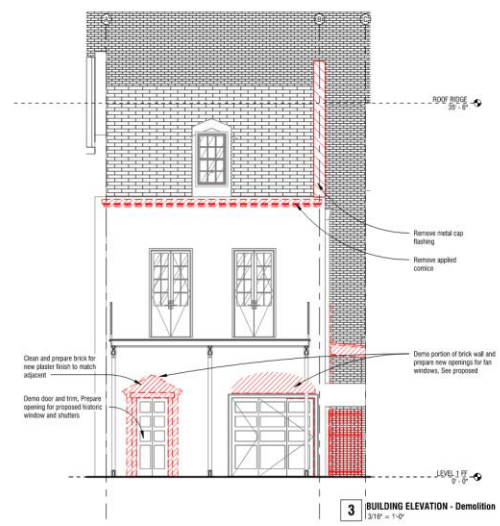 A
B
C
ROOF RIDGE
35' - 6"
Remove metal cap
flashing
Remove applied
cornice
Clean and prepare brick for
new plaster finish to match
adjacent
Demo portion of brick wall and
prepare new openings for fan
windows. See proposed
Demo door and trim, Prepare
opening for proposed historic
window and shutters
LEVEL 1 FF
0' - 0"
3
BUILDING ELEVATION - Demolition
3/16" = 1'-0"